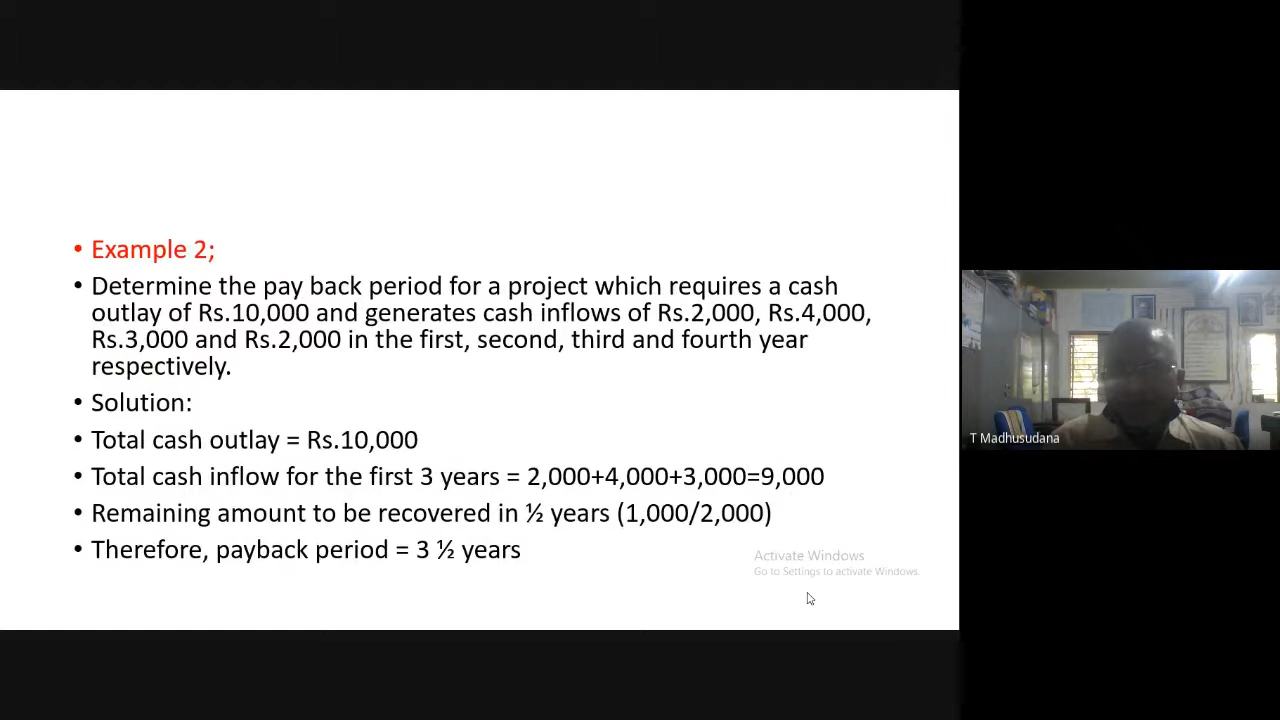 • Example 2;
• Determine the pay back period for a project which requires a cash
outlay of Rs.10,000 and generates cash inflows of Rs.2,000, Rs.4,000,
Rs.3,000 and Rs.2,000 in the first, second, third and fourth year
respectively.
• Solution:
• Total cash outlay = Rs.10,000
• Total cash inflow for the first 3 years = 2,000+4,000+3,000=9,000
• Remaining amount to be recovered in ½ years (1,000/2,000)
• Therefore, payback period = 3 ½ years
Activate Windows
Go to Settings to activate Windows.
T Madhusudana